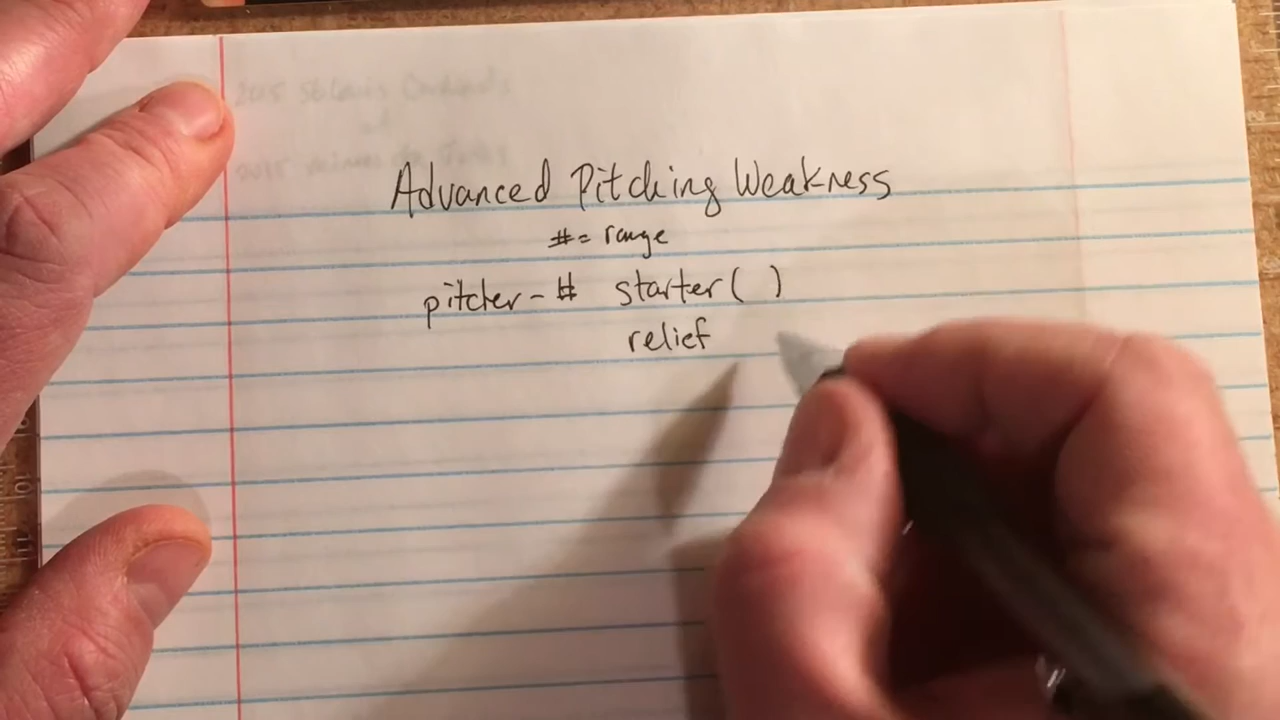 Advanced Pitching Weakness
# = range
pitcher - # starter ( )
relief